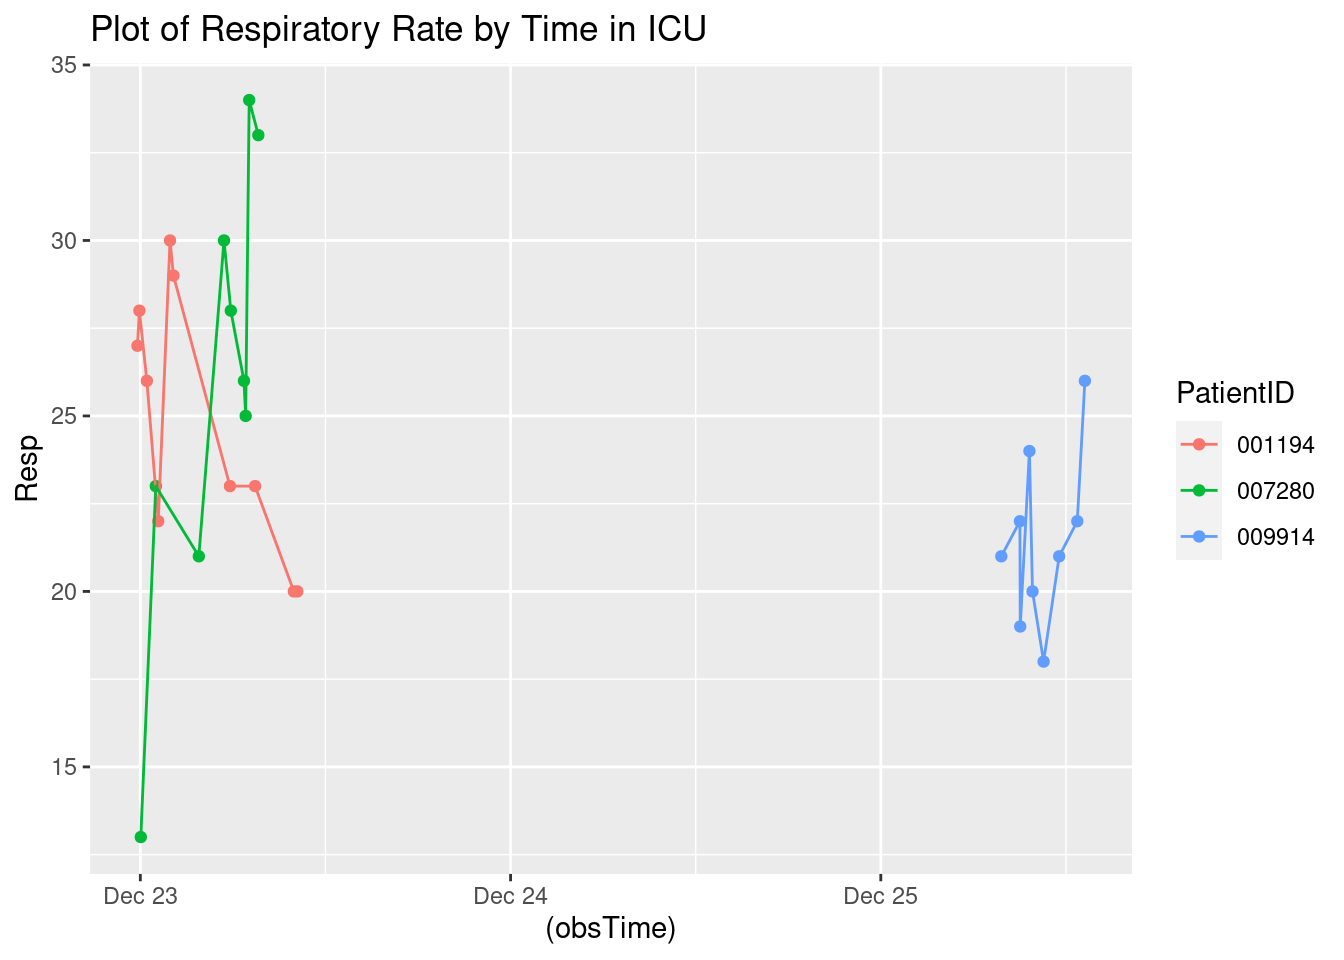 Plot of Respiratory Rate by Time in ICU
35
30
25
20
15
Resp
Dec 23
Dec 24
Dec 25
(obsTime)
PatientID
001194
007280
009914